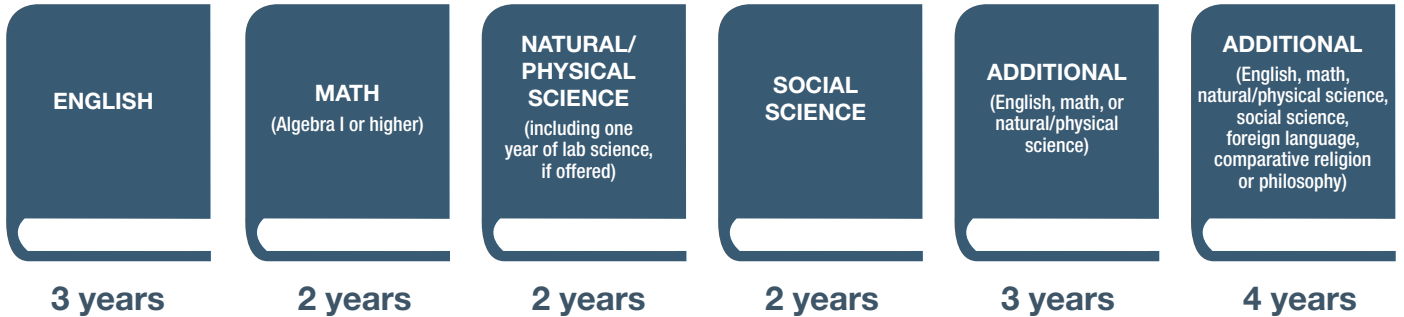 ENGLISH
3 years
MATH
(Algebra I or higher)
2 years
NATURAL/
PHYSICAL
SCIENCE
(including one
year of lab science,
if offered)
2 years
SOCIAL
SCIENCE
2 years
ADDITIONAL
(English, math, or
natural/physical
science)
3 years
ADDITIONAL
(English, math,
natural/physical science,
social science,
foreign language,
comparative religion
or philosophy)
4 years